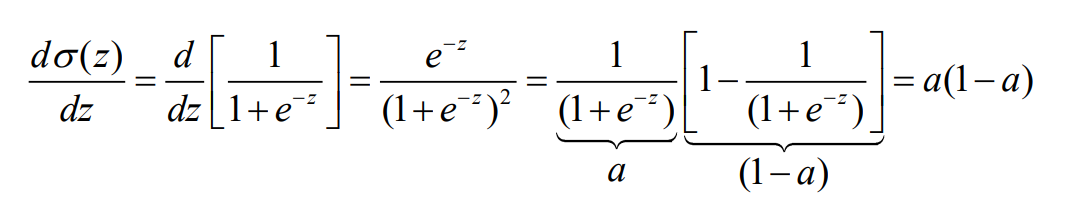 dσ(z)/dz = d/dz [1/(1+e⁻ᶻ)] = e⁻ᶻ/(1+e⁻ᶻ)² = 1/(1+e⁻ᶻ) [1−1/(1+e⁻ᶻ)] = a(1−a)
a (1−a)